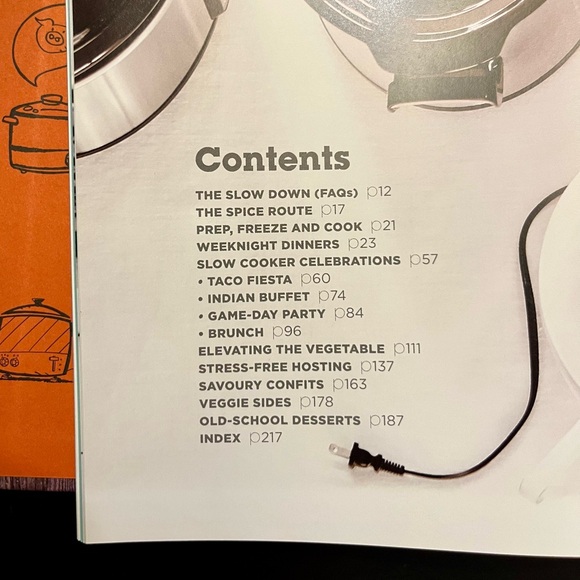 Contents
THE SLOW DOWN (FAQs) p12
THE SPICE ROUTE p17
PREP, FREEZE AND COOK p21
WEEKNIGHT DINNERS p23
SLOW COOKER CELEBRATIONS p57
• TACO FIESTA p60
• INDIAN BUFFET p74
• GAME-DAY PARTY p84
• BRUNCH p96
ELEVATING THE VEGETABLE p111
STRESS-FREE HOSTING p137
SAVOURY CONFITS p163
VEGGIE SIDES p178
OLD-SCHOOL DESSERTS p187
INDEX p217